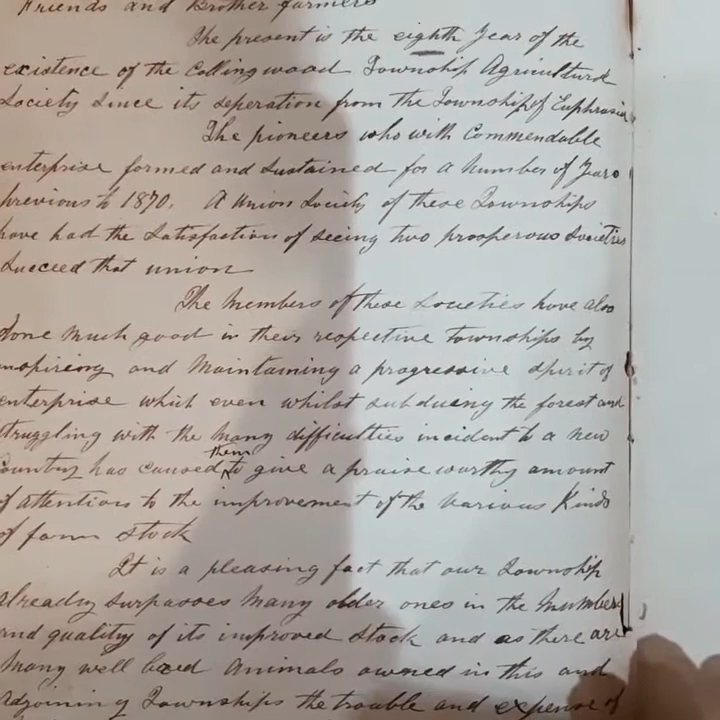 Friends and Brother farmers
The present is the eighth Year of the
existence of the Collingwood Township Agricultural
Society Since its seperation from the Township of Euphrasia
The pioneers who with Commendable
enterprise formed and Sustained for a Number of Years
previous to 1870. A Union Society of these Townships
have had the Satisfaction of seeing two prosperous Societies
Succeed that union
The Members of these Societies have also
done Much good in their respective Townships by
inspiring and Maintaining a progressive Spirit of
enterprise which even whilst subdueing the forest and
Struggling with the Many difficulties incident to a new
Country has caused them to give a praise worthy amount
of attention to the improvement of the Various Kinds
of farm Stock
It is a pleasing fact that our Township
already Surpasses Many older ones in the Number
and quality of its improved Stock and as there are
Many well bred Animals owned in this and
adjoining Townships the trouble and expense of